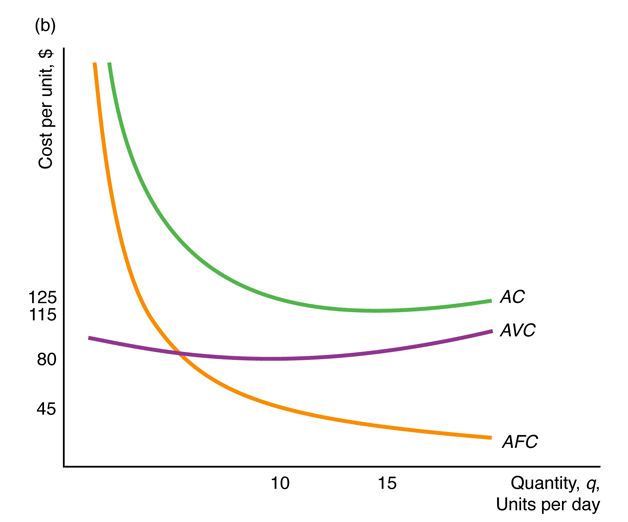 (b)
Cost per unit, $
125
115
80
45
AC
AVC
AFC
10
15
Quantity, q,
Units per day